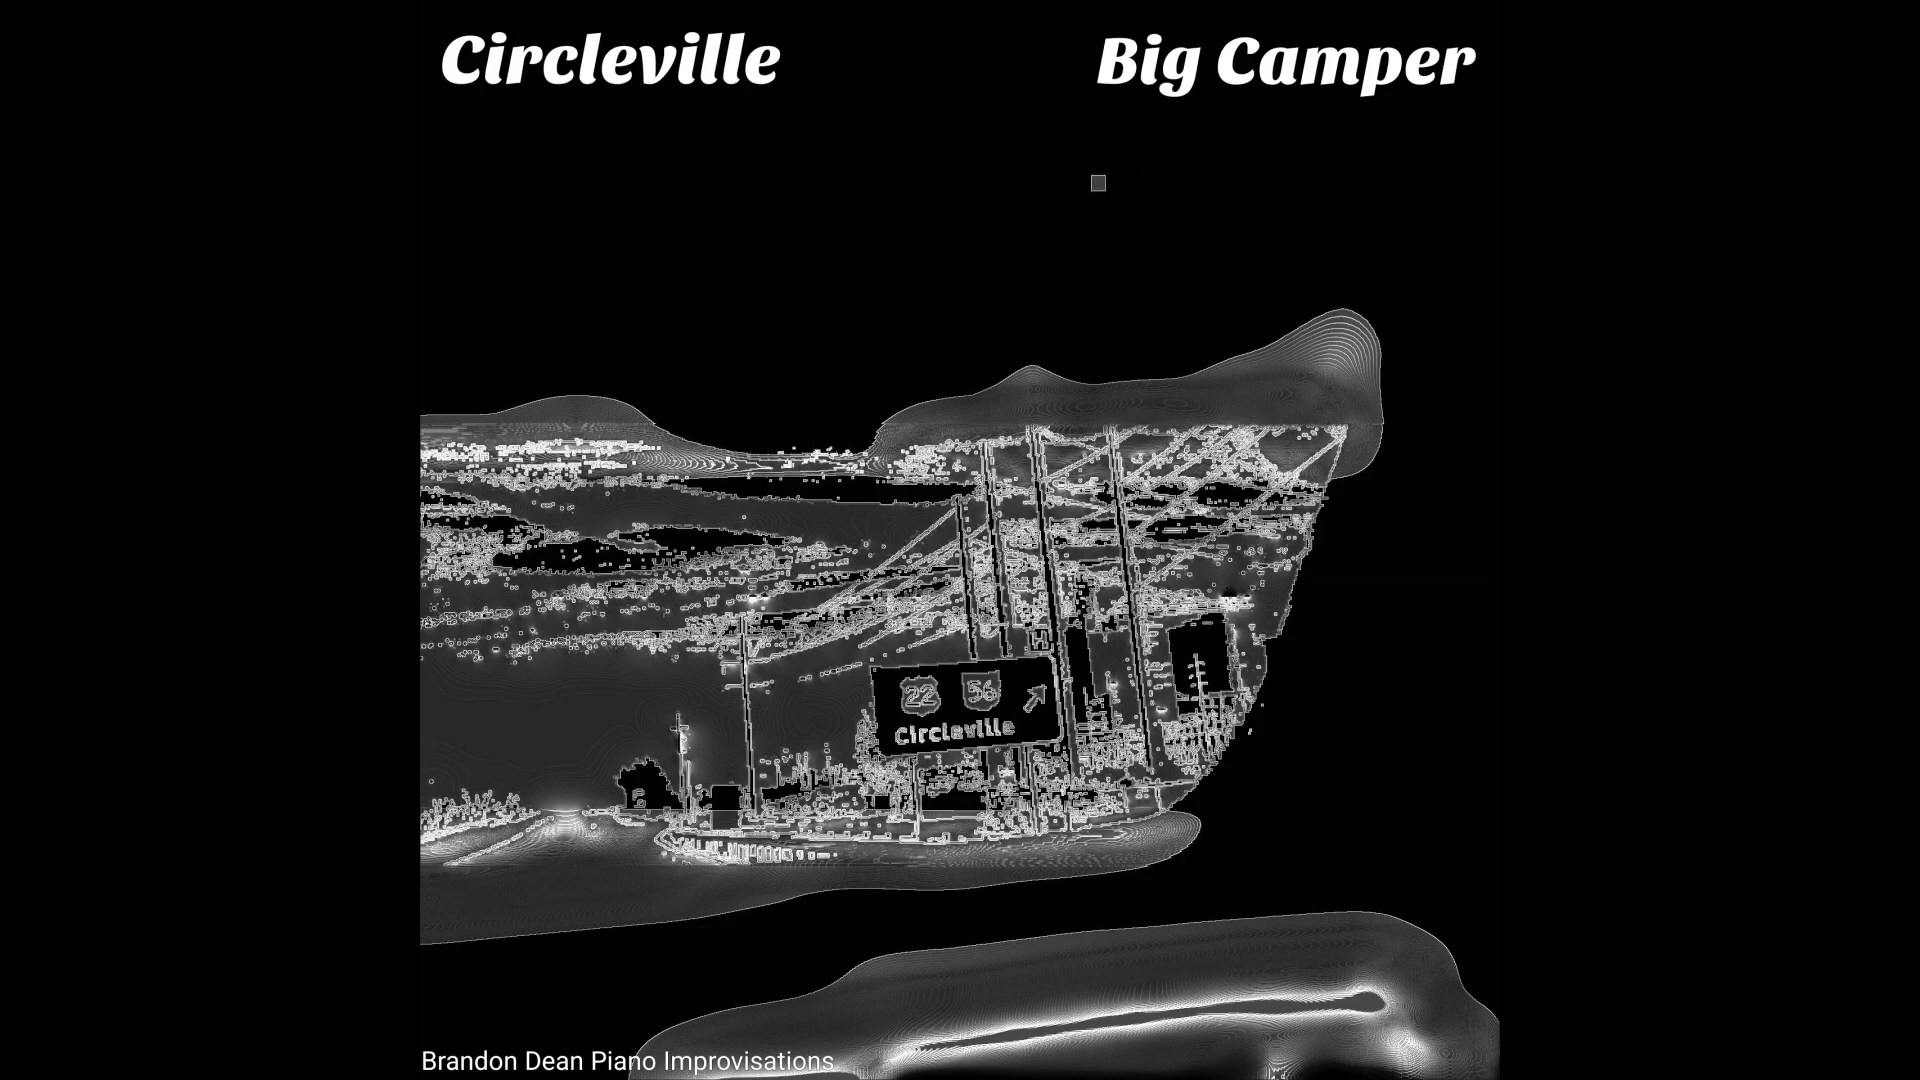 Circleville
Big Camper
22 56
Circleville
Brandon Dean Piano Improvisations